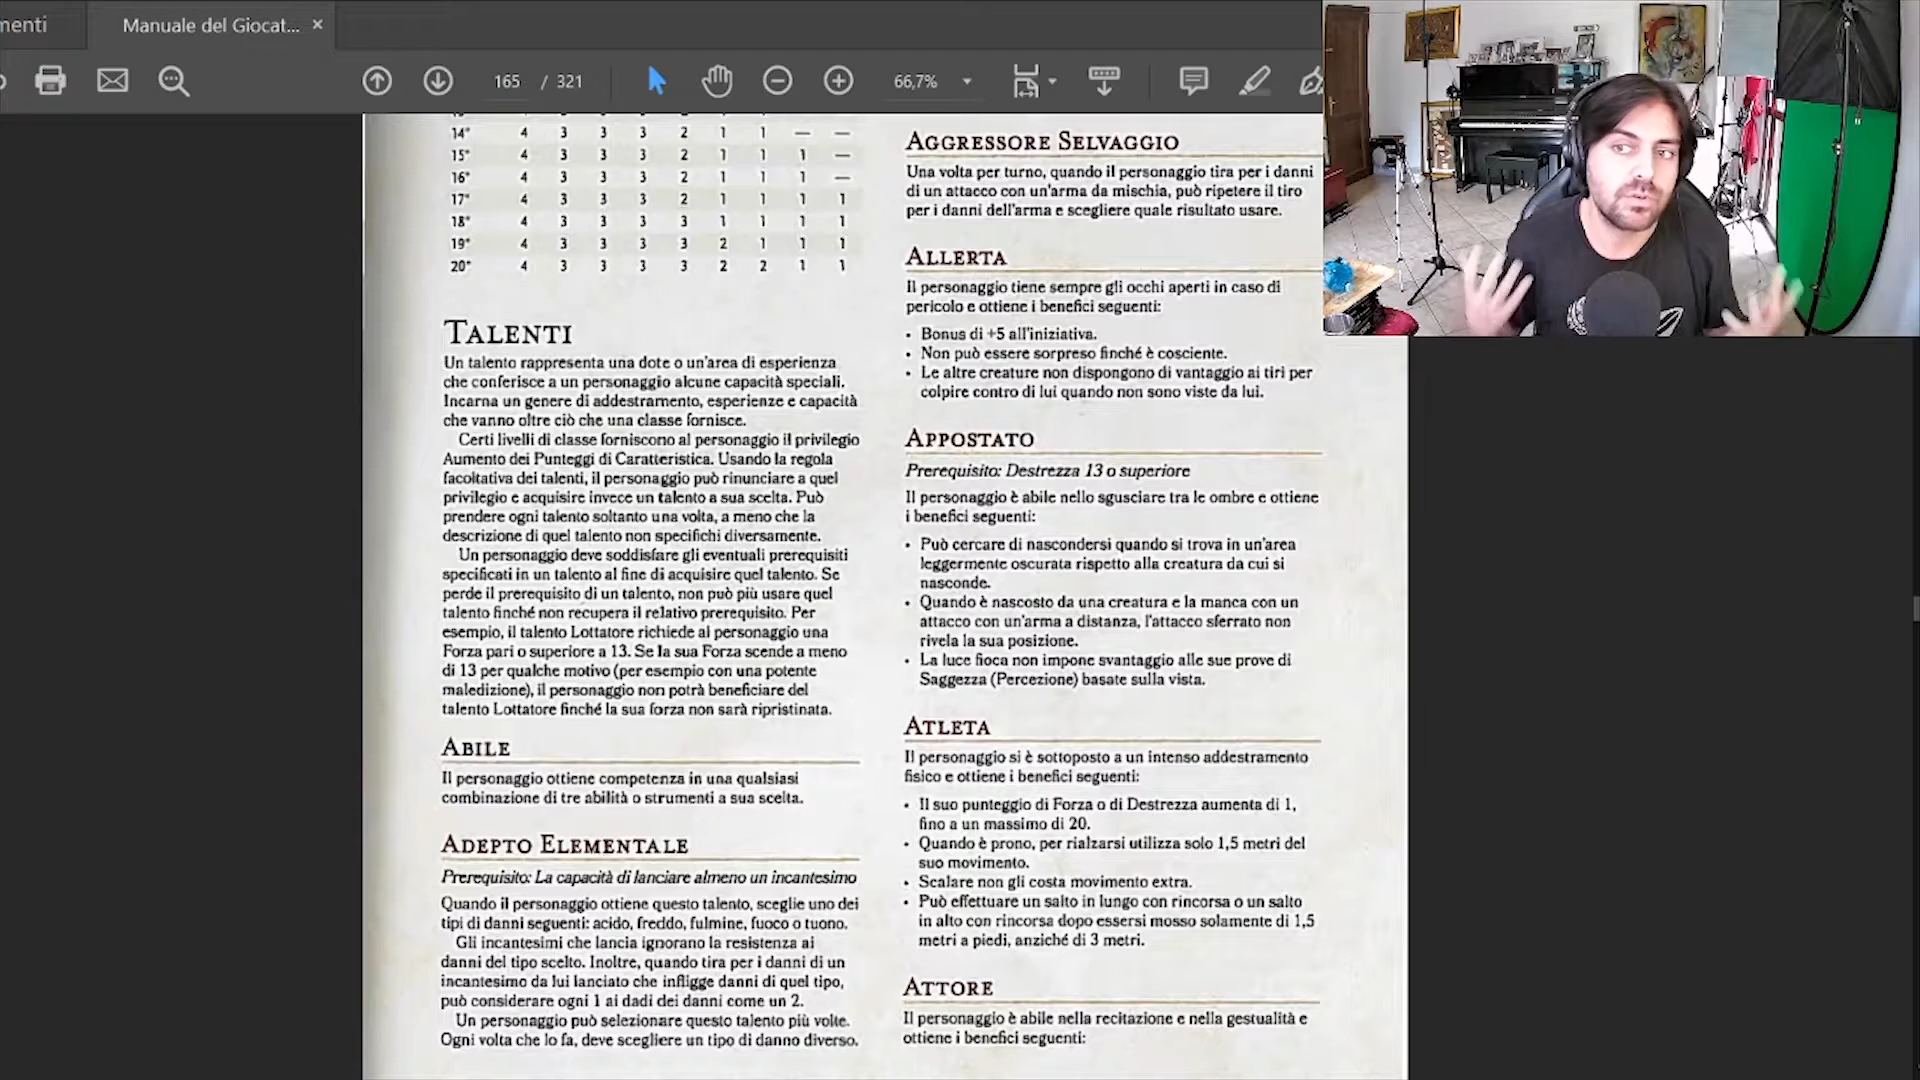 menti
Manuale del Giocat... ×
165 / 321
66,7%
14° 4 3 3 3 2 1 1 — —
15° 4 3 3 3 2 1 1 1 —
16° 4 3 3 3 2 1 1 1 —
17° 4 3 3 3 2 1 1 1 1
18° 4 3 3 3 3 1 1 1 1
19° 4 3 3 3 3 2 1 1 1
20° 4 3 3 3 3 2 2 1 1
TALENTI
Un talento rappresenta una dote o un'area di esperienza
che conferisce a un personaggio alcune capacità speciali.
Incarna un genere di addestramento, esperienze e capacità
che vanno oltre ciò che una classe fornisce.
Certi livelli di classe forniscono al personaggio il privilegio
Aumento dei Punteggi di Caratteristica. Usando la regola
facoltativa dei talenti, il personaggio può rinunciare a quel
privilegio e acquisire invece un talento a sua scelta. Può
prendere ogni talento soltanto una volta, a meno che la
descrizione di quel talento non specifichi diversamente.
Un personaggio deve soddisfare gli eventuali prerequisiti
specificati in un talento al fine di acquisire quel talento. Se
perde il prerequisito di un talento, non può più usare quel
talento finché non recupera il relativo prerequisito. Per
esempio, il talento Lottatore richiede al personaggio una
Forza pari o superiore a 13. Se la sua Forza scende a meno
di 13 per qualche motivo (per esempio con una potente
maledizione), il personaggio non potrà beneficiare del
talento Lottatore finché la sua forza non sarà ripristinata.
ABILE
Il personaggio ottiene competenza in una qualsiasi
combinazione di tre abilità o strumenti a sua scelta.
ADEPTO ELEMENTALE
Prerequisito: La capacità di lanciare almeno un incantesimo
Quando il personaggio ottiene questo talento, sceglie uno dei
tipi di danni seguenti: acido, freddo, fulmine, fuoco o tuono.
Gli incantesimi che lancia ignorano la resistenza ai
danni del tipo scelto. Inoltre, quando tira per i danni di un
incantesimo da lui lanciato che infligge danni di quel tipo,
può considerare ogni 1 ai dadi dei danni come un 2.
Un personaggio può selezionare questo talento più volte.
Ogni volta che lo fa, deve scegliere un tipo di danno diverso.
AGGRESSORE SELVAGGIO
Una volta per turno, quando il personaggio tira per i danni
di un attacco con un'arma da mischia, può ripetere il tiro
per i danni dell'arma e scegliere quale risultato usare.
ALLERTA
Il personaggio tiene sempre gli occhi aperti in caso di
pericolo e ottiene i benefici seguenti:
• Bonus di +5 all'iniziativa.
• Non può essere sorpreso finché è cosciente.
• Le altre creature non dispongono di vantaggio ai tiri per
colpire contro di lui quando non sono viste da lui.
APPOSTATO
Prerequisito: Destrezza 13 o superiore
Il personaggio è abile nello sgusciare tra le ombre e ottiene
i benefici seguenti:
• Può cercare di nascondersi quando si trova in un'area
leggermente oscurata rispetto alla creatura da cui si
nasconde.
• Quando è nascosto da una creatura e la manca con un
attacco con un'arma a distanza, l'attacco sferrato non
rivela la sua posizione.
• La luce fioca non impone svantaggio alle sue prove di
Saggezza (Percezione) basate sulla vista.
ATLETA
Il personaggio si è sottoposto a un intenso addestramento
fisico e ottiene i benefici seguenti:
• Il suo punteggio di Forza o di Destrezza aumenta di 1,
fino a un massimo di 20.
• Quando è prono, per rialzarsi utilizza solo 1,5 metri del
suo movimento.
• Scalare non gli costa movimento extra.
• Può effettuare un salto in lungo con rincorsa o un salto
in alto con rincorsa dopo essersi mosso solamente di 1,5
metri a piedi, anziché di 3 metri.
ATTORE
Il personaggio è abile nella recitazione e nella gestualità e
ottiene i benefici seguenti: